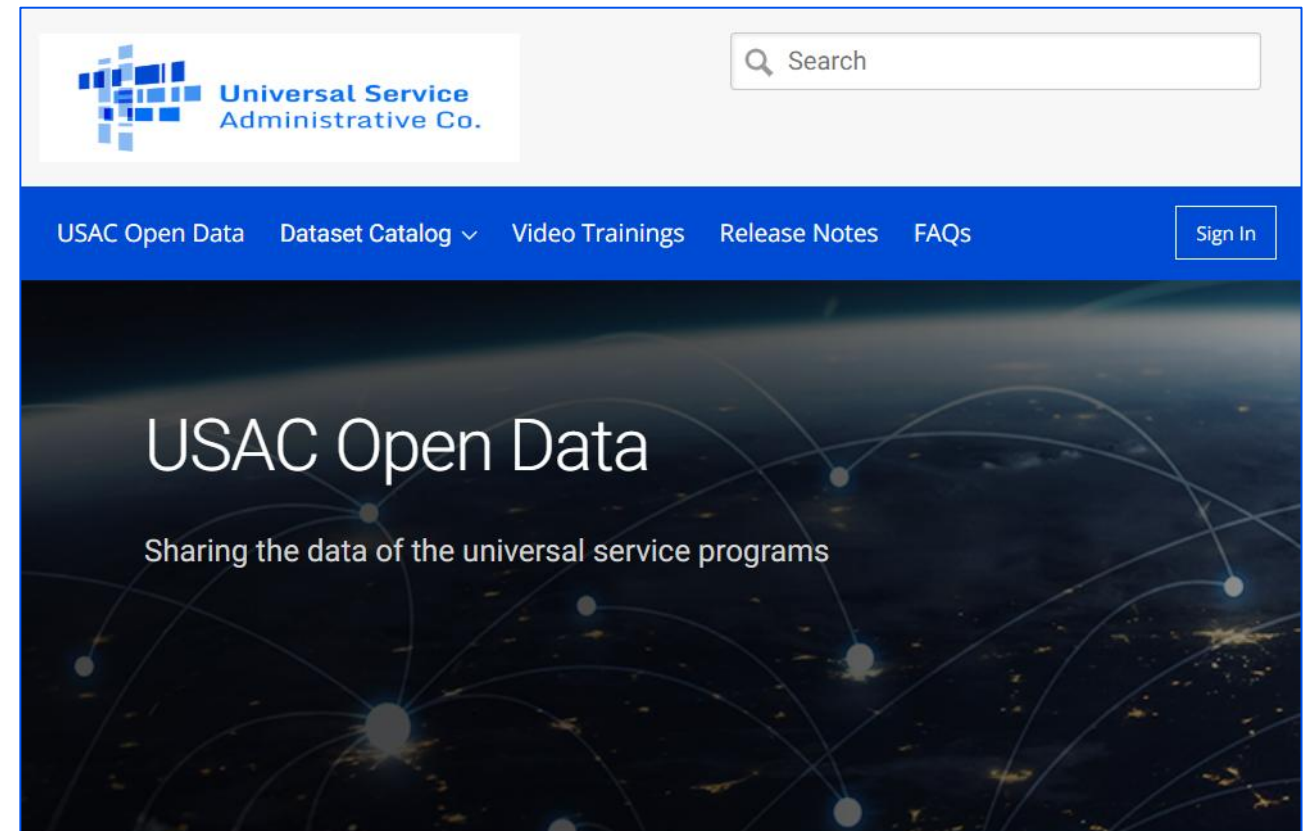 Universal Service
Administrative Co.
Search
USAC Open Data Dataset Catalog Video Trainings Release Notes FAQs Sign In
USAC Open Data
Sharing the data of the universal service programs